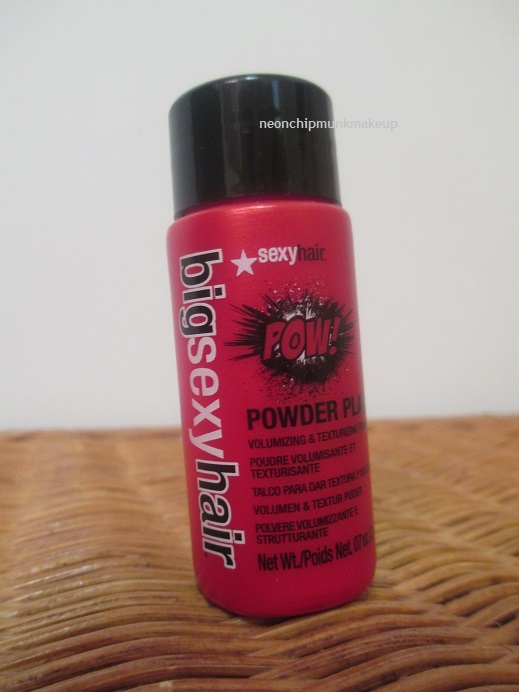 neonchipmunkmakeup
sexyhair.
bigsexyhair
POW!
POWDER
VOLUMIZING & TEXTURIZING
POUDRE VOLUMISANTE ET
TEXTURISANTE
TALCO PARA DAR TEXTURA Y
VOLUMEN & TEXTUR PUDER
POLVERE VOLUMIZZANTE E
STRUTTURANTE
Net Wt./Poids Net. 07